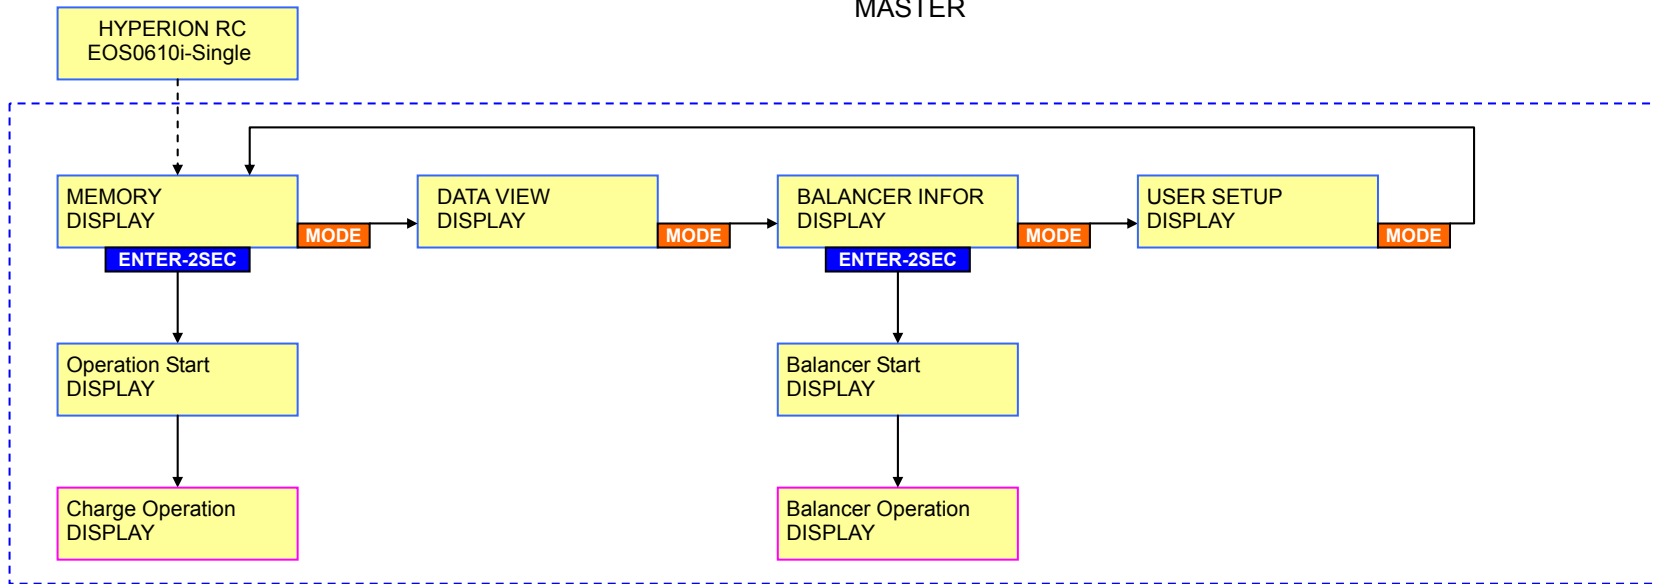 MASTER
HYPERION RC
EOS0610i-Single
MEMORY
DISPLAY
MODE
DATA VIEW
DISPLAY
MODE
BALANCER INFOR
DISPLAY
MODE
USER SETUP
DISPLAY
MODE
ENTER-2SEC
ENTER-2SEC
Operation Start
DISPLAY
Balancer Start
DISPLAY
Charge Operation
DISPLAY
Balancer Operation
DISPLAY